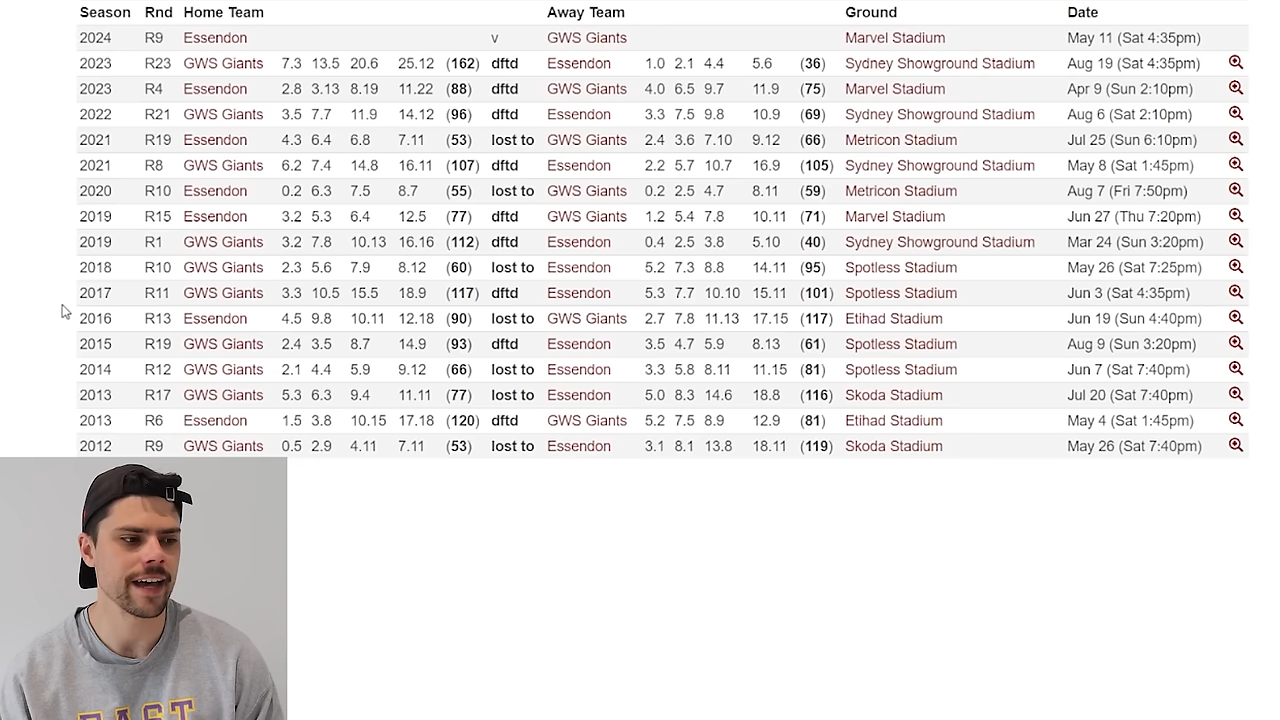 Season Rnd Home Team Away Team Ground Date
2024 R9 Essendon v GWS Giants Marvel Stadium May 11 (Sat 4:35pm)
2023 R23 GWS Giants 7.3 13.5 20.6 25.12 (162) dftd Essendon 1.0 2.1 4.4 5.6 (36) Sydney Showground Stadium Aug 19 (Sat 4:35pm)
2023 R4 Essendon 2.8 3.13 8.19 11.22 (88) dftd GWS Giants 4.0 6.5 9.7 11.9 (75) Marvel Stadium Apr 9 (Sun 2:10pm)
2022 R21 GWS Giants 3.5 7.7 11.9 14.12 (96) dftd Essendon 3.3 7.5 9.8 10.9 (69) Sydney Showground Stadium Aug 6 (Sat 2:10pm)
2021 R19 Essendon 4.3 6.4 6.8 7.11 (53) lost to GWS Giants 2.4 3.6 7.10 9.12 (66) Metricon Stadium Jul 25 (Sun 6:10pm)
2021 R8 GWS Giants 6.2 7.4 14.8 16.11 (107) dftd Essendon 2.2 5.7 10.7 16.9 (105) Sydney Showground Stadium May 8 (Sat 1:45pm)
2020 R10 Essendon 0.2 6.3 7.5 8.7 (55) lost to GWS Giants 0.2 2.5 4.7 8.11 (59) Metricon Stadium Aug 7 (Fri 7:50pm)
2019 R15 Essendon 3.2 5.3 6.4 12.5 (77) dftd GWS Giants 1.2 5.4 7.8 10.11 (71) Marvel Stadium Jun 27 (Thu 7:20pm)
2019 R1 GWS Giants 3.2 7.8 10.13 16.16 (112) dftd Essendon 0.4 2.5 3.8 5.10 (40) Sydney Showground Stadium Mar 24 (Sun 3:20pm)
2018 R10 GWS Giants 2.3 5.6 7.9 8.12 (60) lost to Essendon 5.2 7.3 8.8 14.11 (95) Spotless Stadium May 26 (Sat 7:25pm)
2017 R11 GWS Giants 3.3 10.5 15.5 18.9 (117) dftd Essendon 5.3 7.7 10.10 15.11 (101) Spotless Stadium Jun 3 (Sat 4:35pm)
2016 R13 Essendon 4.5 9.8 10.11 12.18 (90) lost to GWS Giants 2.7 7.8 11.13 17.15 (117) Etihad Stadium Jun 19 (Sun 4:40pm)
2015 R19 GWS Giants 2.4 3.5 8.7 14.9 (93) dftd Essendon 3.5 4.7 5.9 8.13 (61) Spotless Stadium Aug 9 (Sun 3:20pm)
2014 R12 GWS Giants 2.1 4.4 5.9 9.12 (66) lost to Essendon 3.3 5.8 8.11 11.15 (81) Spotless Stadium Jun 7 (Sat 7:40pm)
2013 R17 GWS Giants 5.3 6.3 9.4 11.11 (77) lost to Essendon 5.0 8.3 14.6 18.8 (116) Skoda Stadium Jul 20 (Sat 7:40pm)
2013 R6 Essendon 1.5 3.8 10.15 17.18 (120) dftd GWS Giants 5.2 7.5 8.9 12.9 (81) Etihad Stadium May 4 (Sat 1:45pm)
2012 R9 GWS Giants 0.5 2.9 4.11 7.11 (53) lost to Essendon 3.1 8.1 13.8 18.11 (119) Skoda Stadium May 26 (Sat 7:40pm)
EAST